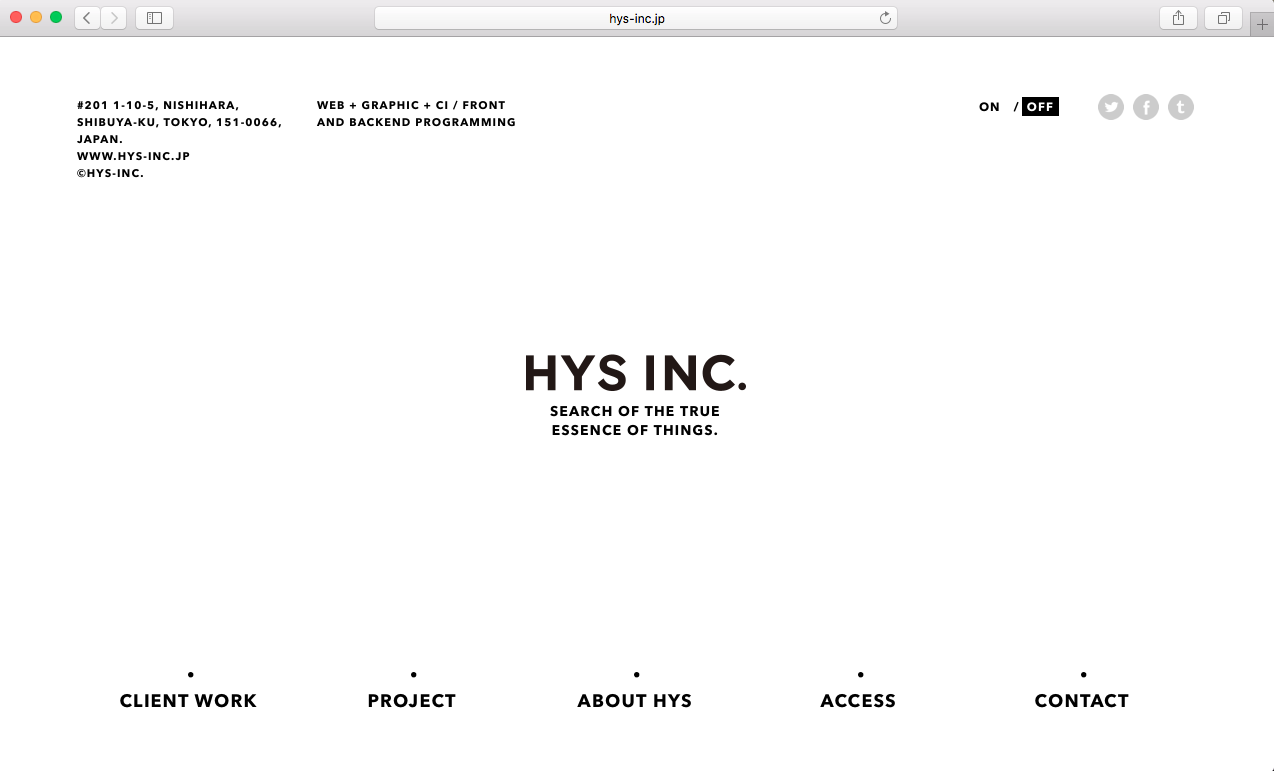 hys-inc.jp
#201 1-10-5, NISHIHARA,
SHIBUYA-KU, TOKYO, 151-0066,
JAPAN.
WWW.HYS-INC.JP
©HYS-INC.
WEB + GRAPHIC + CI / FRONT
AND BACKEND PROGRAMMING
ON / OFF
HYS INC.
SEARCH OF THE TRUE
ESSENCE OF THINGS.
CLIENT WORK
PROJECT
ABOUT HYS
ACCESS
CONTACT